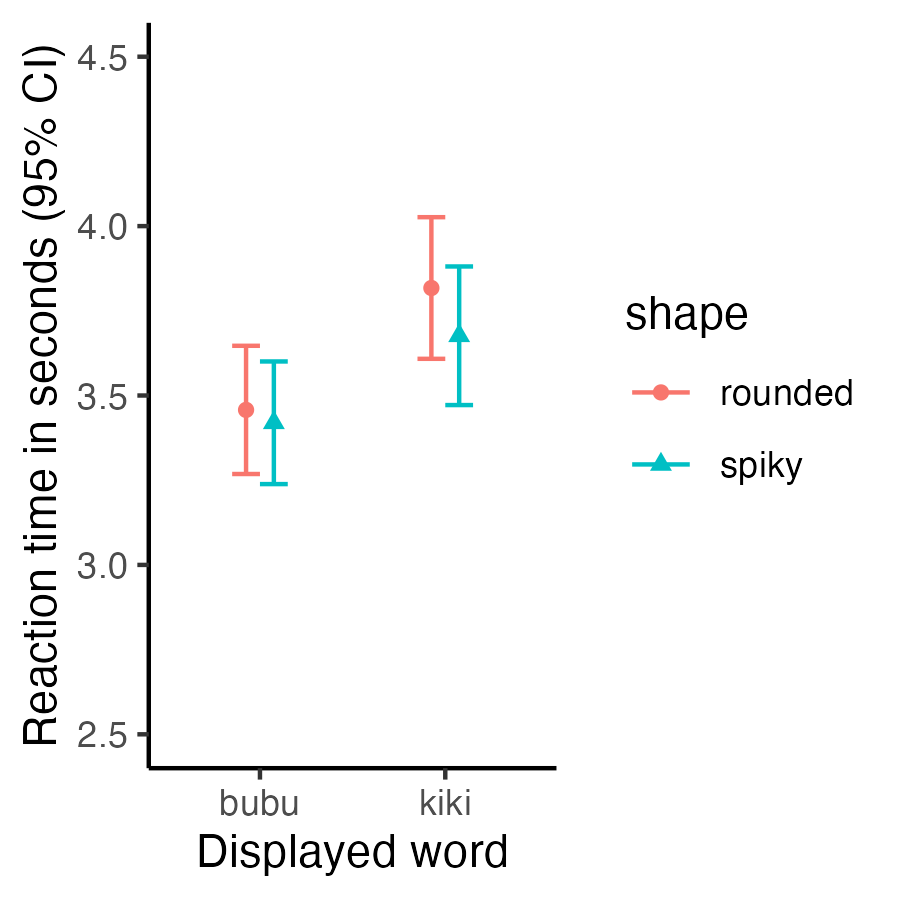 Reaction time in seconds (95% CI)
4.5
4.0
3.5
3.0
2.5
bubu kiki
Displayed word
shape
rounded
spiky